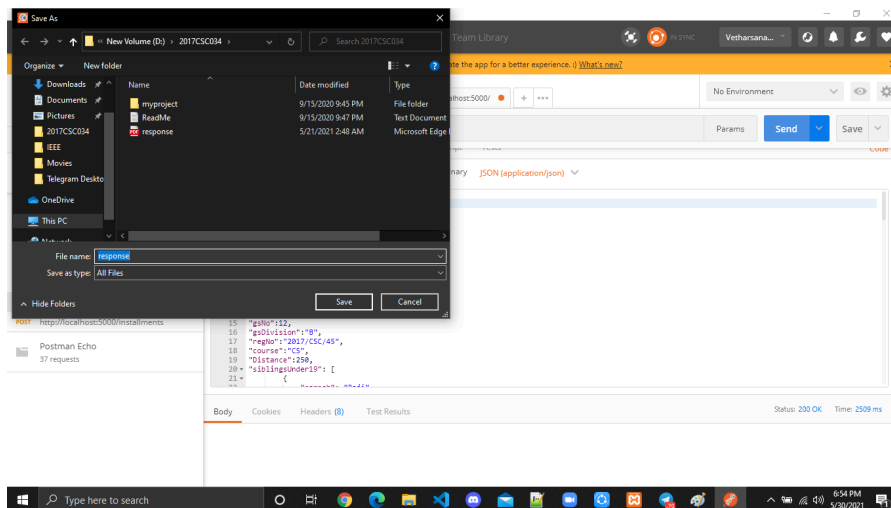 Save As
« New Volume (D:) › 2017CSC034 ›
Search 2017CSC034
Organize
New folder
Downloads
Documents
Pictures
2017CSC034
IEEE
Movies
Telegram Deskto
OneDrive
This PC
Name
Date modified
Type
myproject
9/15/2020 9:45 PM
File folder
ReadMe
9/15/2020 9:47 PM
Text Document
response
5/21/2021 2:48 AM
Microsoft Edge
File name: response
Save as type: All Files
Hide Folders
Save
Cancel
Team Library
IN SYNC
Vetharsana...
ate the app for a better experience. :) What's new?
alhost:5000/
No Environment
Params
Send
Save
Code
nary
JSON (application/json)
POST http://localhost:5000/installments
Postman Echo
37 requests
15 "gsNo":12,
16 "gsDivision":"B",
17 "regNo":"2017/CSC/45",
18 "course":"CS",
19 "Distance":250,
20 "siblingsUnder19": [
21 {
Body
Cookies
Headers (8)
Test Results
Status: 200 OK
Time: 2509 ms
Type here to search
6:54 PM
5/30/2021